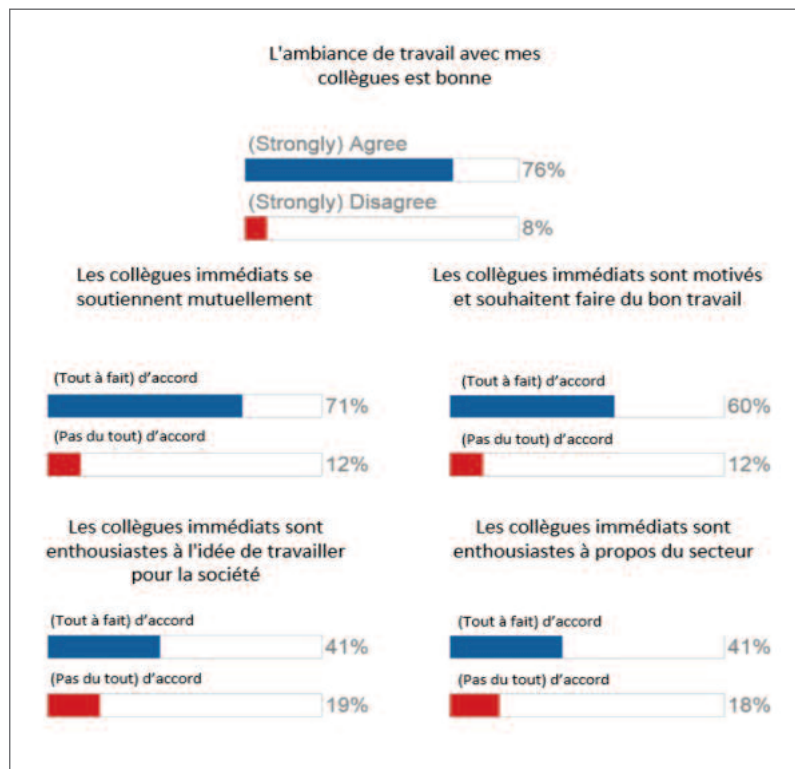 L'ambiance de travail avec mes
collègues est bonne
(Strongly) Agree
76%
(Strongly) Disagree
8%
Les collègues immédiats se
soutiennent mutuellement
(Tout à fait) d'accord
71%
(Pas du tout) d'accord
12%
Les collègues immédiats sont motivés
et souhaitent faire du bon travail
(Tout à fait) d'accord
60%
(Pas du tout) d'accord
12%
Les collègues immédiats sont
enthousiastes à l'idée de travailler
pour la société
(Tout à fait) d'accord
41%
(Pas du tout) d'accord
19%
Les collègues immédiats sont
enthousiastes à propos du secteur
(Tout à fait) d'accord
41%
(Pas du tout) d'accord
18%